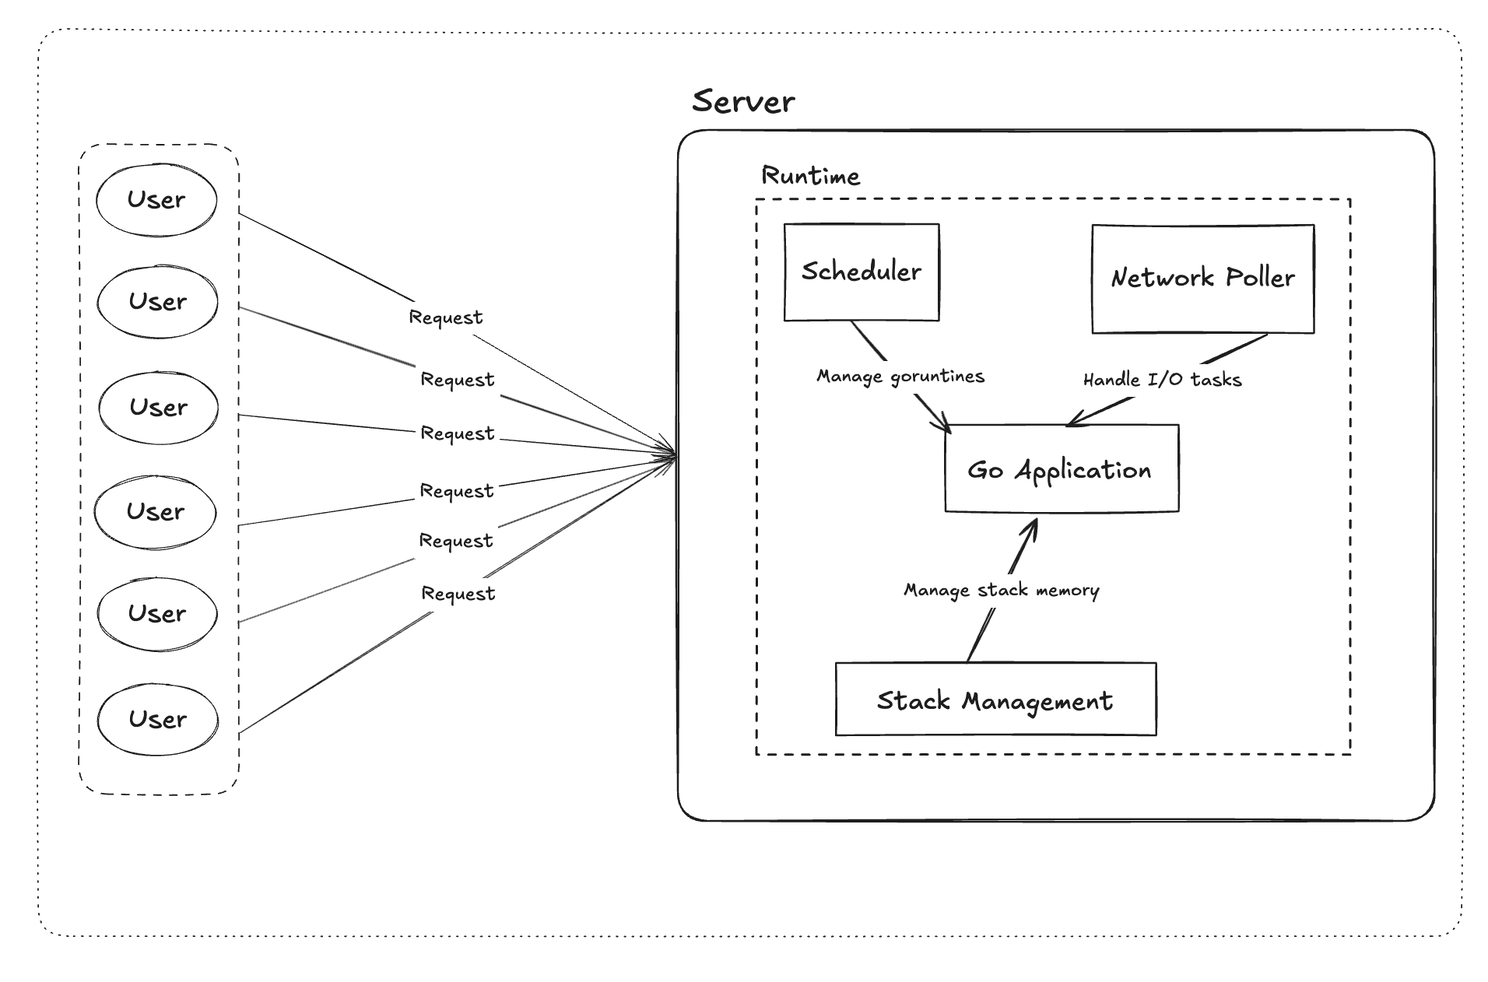 Server
Runtime
User
User
User
User
User
User
Request
Request
Request
Request
Request
Request
Scheduler
Network Poller
Manage goruntines
Handle I/O tasks
Go Application
Manage stack memory
Stack Management